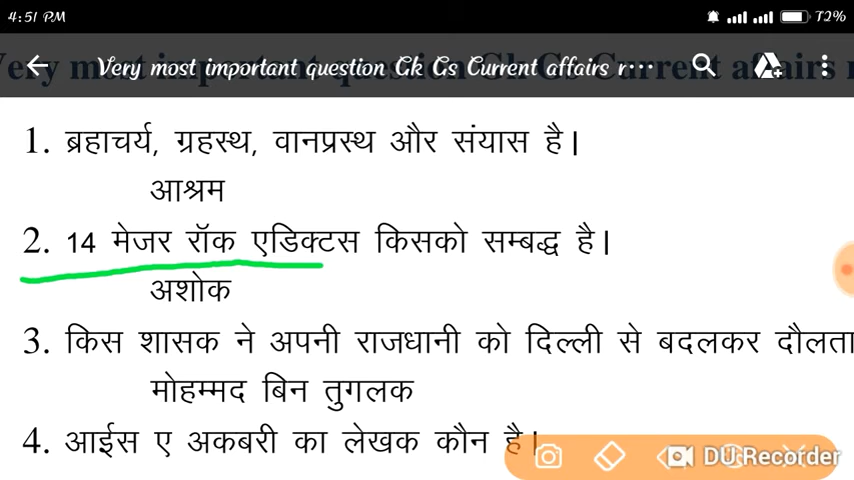 4:51 PM 72%
Very most important question Gk Gs Current affairs r...
1. ब्रहाचर्य, ग्रहस्थ, वानप्रस्थ और संयास है।
आश्रम
2. 14 मेजर रॉक एडिक्टस किसको सम्बद्ध है।
अशोक
3. किस शासक ने अपनी राजधानी को दिल्ली से बदलकर दौलता
मोहम्मद बिन तुगलक
4. आईस ए अकबरी का लेखक कौन है।
DU Recorder